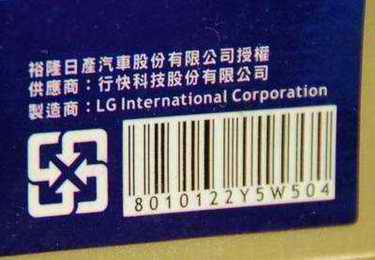 裕隆日產汽車股份有限公司授權
供應商：行快科技股份有限公司
製造商：LG International Corporation
8010122Y5W504